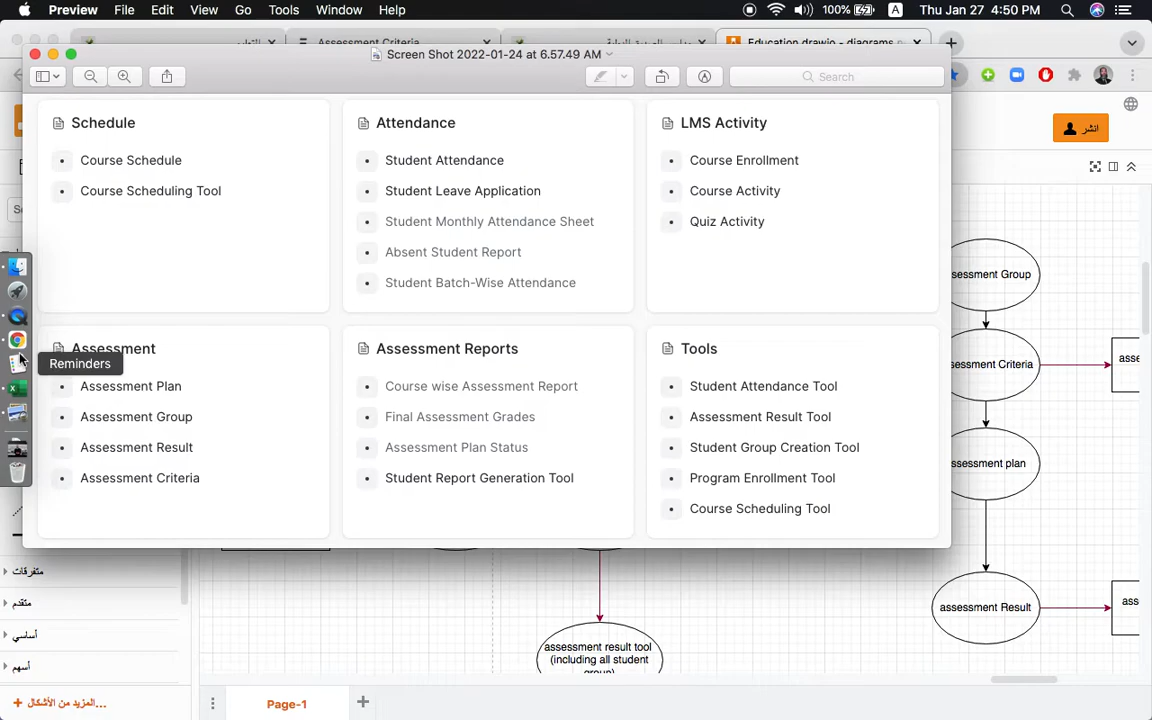 Preview File Edit View Go Tools Window Help
100% A Thu Jan 27 4:50 PM
Assessment Criteria
Education.drawio - diagrams.n
Screen Shot 2022-01-24 at 6.57.49 AM
Search
انشر
Schedule
Course Schedule
Course Scheduling Tool
Attendance
Student Attendance
Student Leave Application
Student Monthly Attendance Sheet
Absent Student Report
Student Batch-Wise Attendance
LMS Activity
Course Enrollment
Course Activity
Quiz Activity
Assessment
Assessment Plan
Assessment Group
Assessment Result
Assessment Criteria
Reminders
Assessment Reports
Course wise Assessment Report
Final Assessment Grades
Assessment Plan Status
Student Report Generation Tool
Tools
Student Attendance Tool
Assessment Result Tool
Student Group Creation Tool
Program Enrollment Tool
Course Scheduling Tool
ssessment Group
ssessment Criteria
asse
ssessment plan
assessment Result
ass
assessment result tool
(including all student
group)
متفرقات
متقدم
أساسي
أسهم
+ المزيد من الأشكال...
Page-1